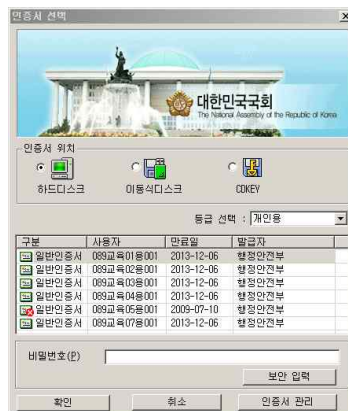 인증서 선택
대한민국국회
The National Assembly of the Republic of Korea
인증서 위치
하드디스크 이동식디스크 CDKEY
등급 선택 : 개인용
구분 사용자 만료일 발급자
일반인증서 089교육01용001 2013-12-06 행정안전부
일반인증서 089교육02용001 2013-12-06 행정안전부
일반인증서 089교육03용001 2013-12-06 행정안전부
일반인증서 089교육04용001 2013-12-06 행정안전부
일반인증서 089교육05용001 2009-07-10 행정안전부
일반인증서 089교육07용001 2013-12-06 행정안전부
비밀번호(P)
보안 입력
확인 취소 인증서 관리